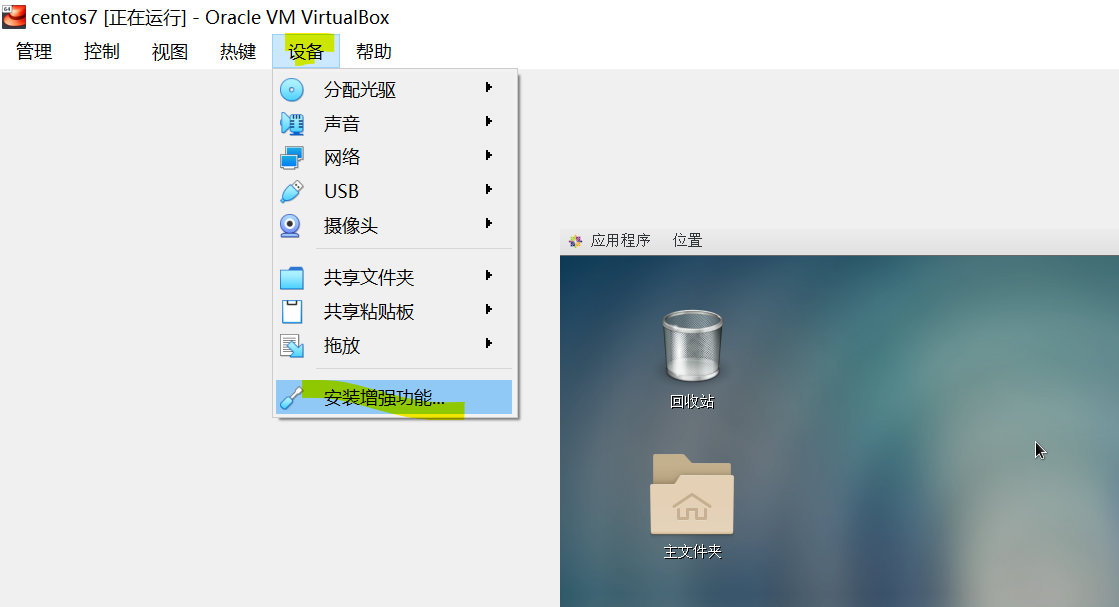 centos7 [正在运行] - Oracle VM VirtualBox
管理 控制 视图 热键 设备 帮助
分配光驱
声音
网络
USB
摄像头
共享文件夹
共享粘贴板
拖放
安装增强功能...
应用程序 位置
回收站
主文件夹